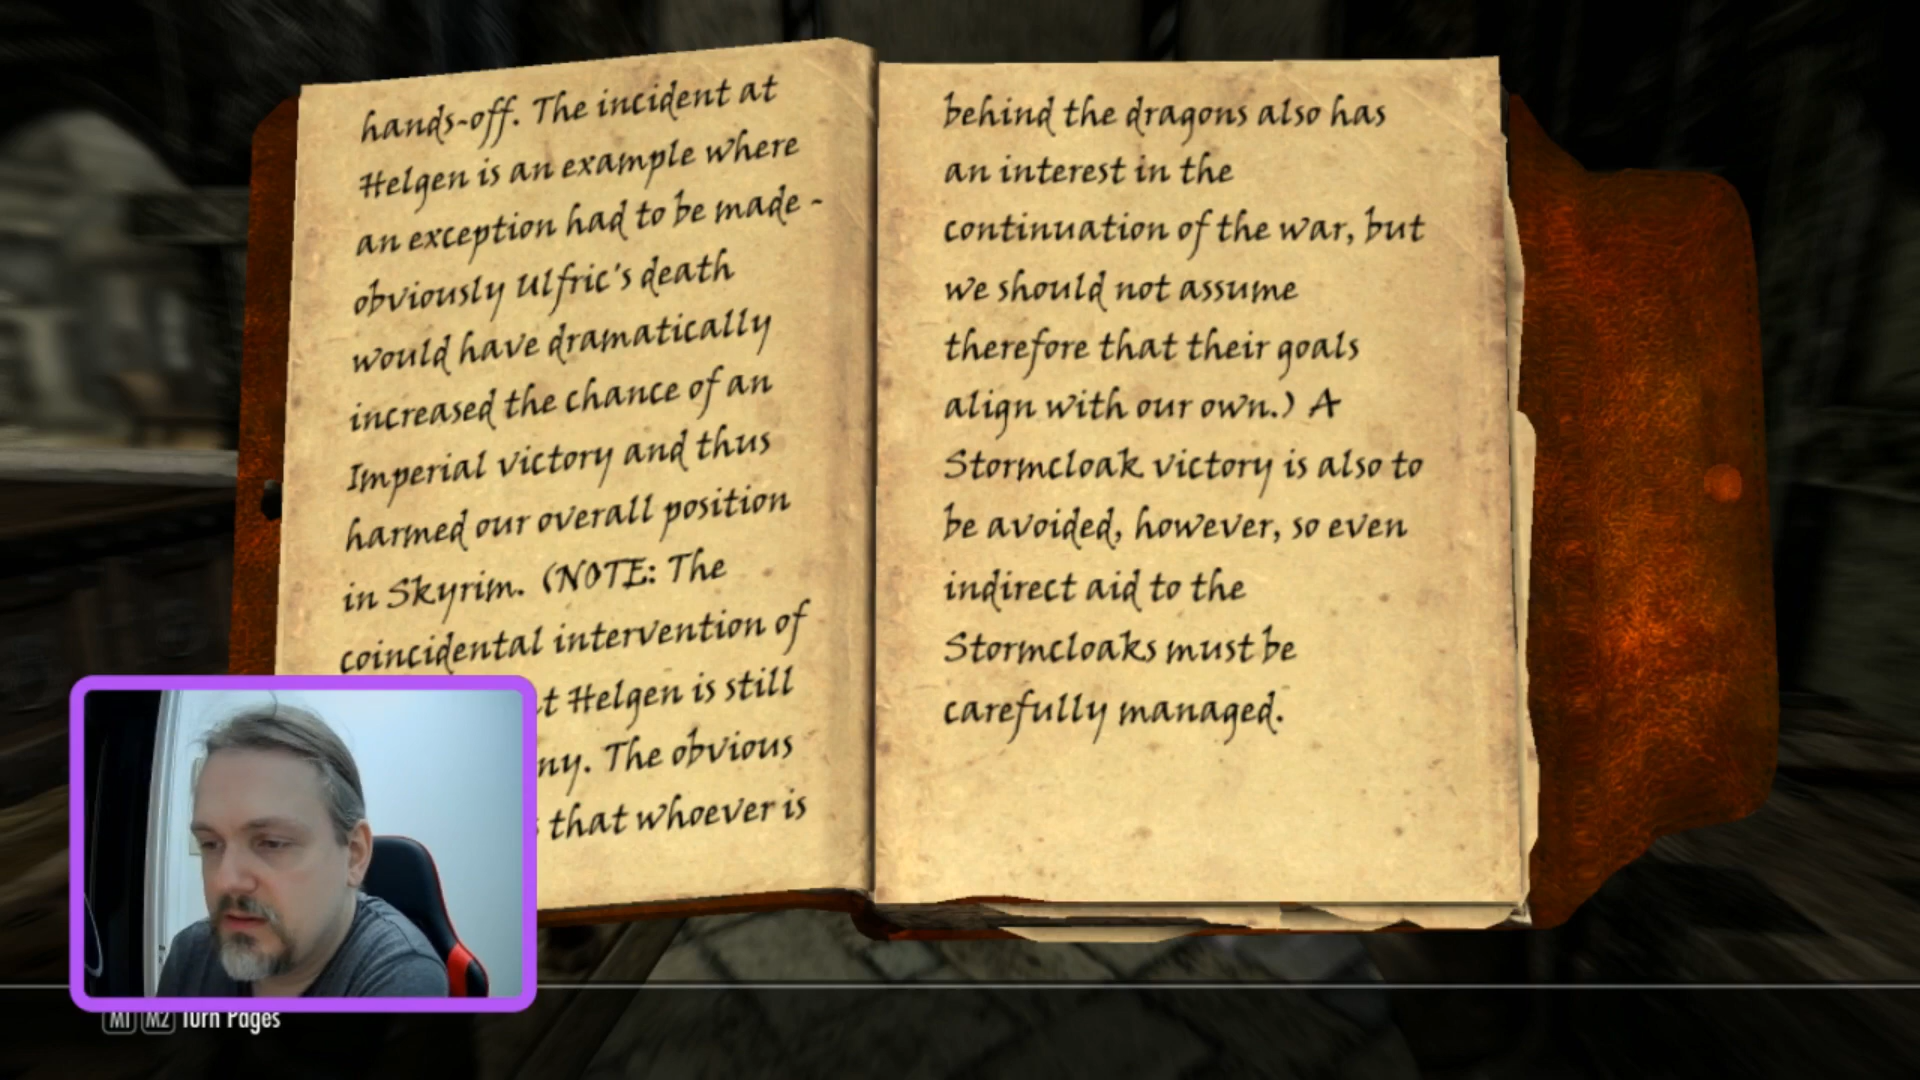 hands-off. The incident at
Helgen is an example where
an exception had to be made -
obviously Ulfric's death
would have dramatically
increased the chance of an
Imperial victory and thus
harmed our overall position
in Skyrim. (NOTE: The
coincidental intervention of
t Helgen is still
ny. The obvious
that whoever is
behind the dragons also has
an interest in the
continuation of the war, but
we should not assume
therefore that their goals
align with our own.) A
Stormcloak victory is also to
be avoided, however, so even
indirect aid to the
Stormcloaks must be
carefully managed.
M1 M2 Turn Pages